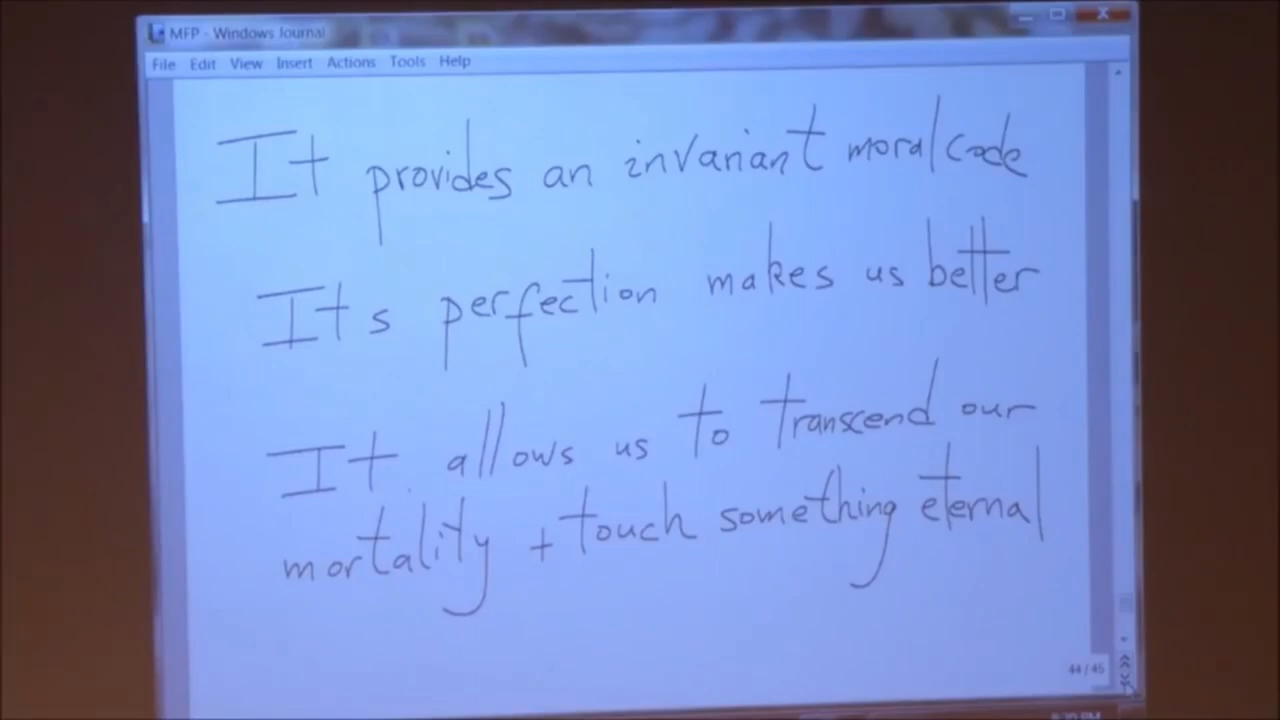 MFP - Windows Journal
File Edit View Insert Actions Tools Help
It provides an invariant moral code
Its perfection makes us better
It allows us to transcend our
mortality + touch something eternal
44 / 45